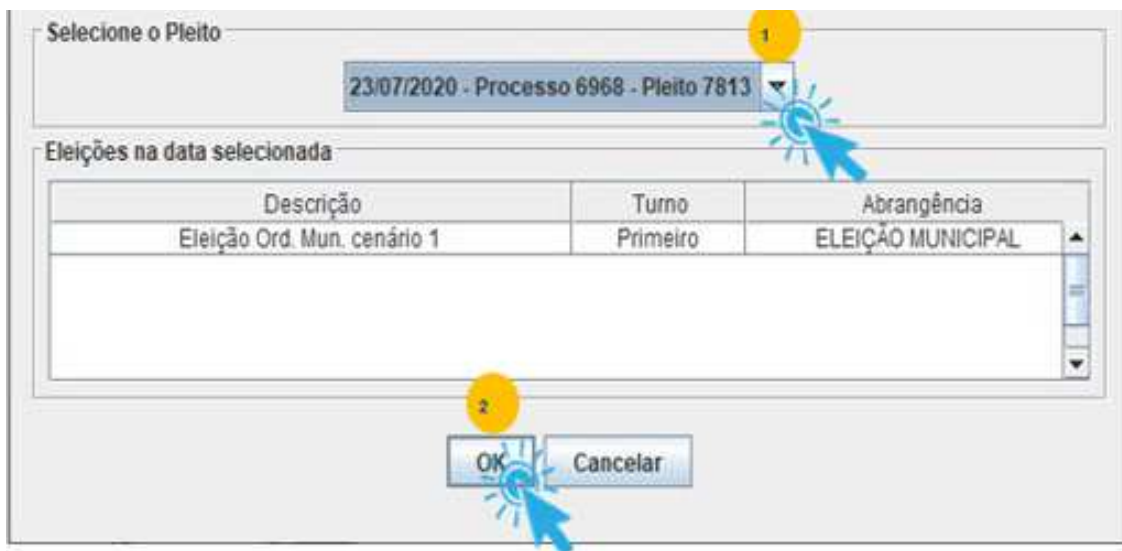 Selecione o Pleito
1
23/07/2020 - Processo 6968 - Pleito 7813
Eleições na data selecionada
Descrição Turno Abrangência
Eleição Ord. Mun. cenário 1 Primeiro ELEIÇÃO MUNICIPAL
2
OK Cancelar